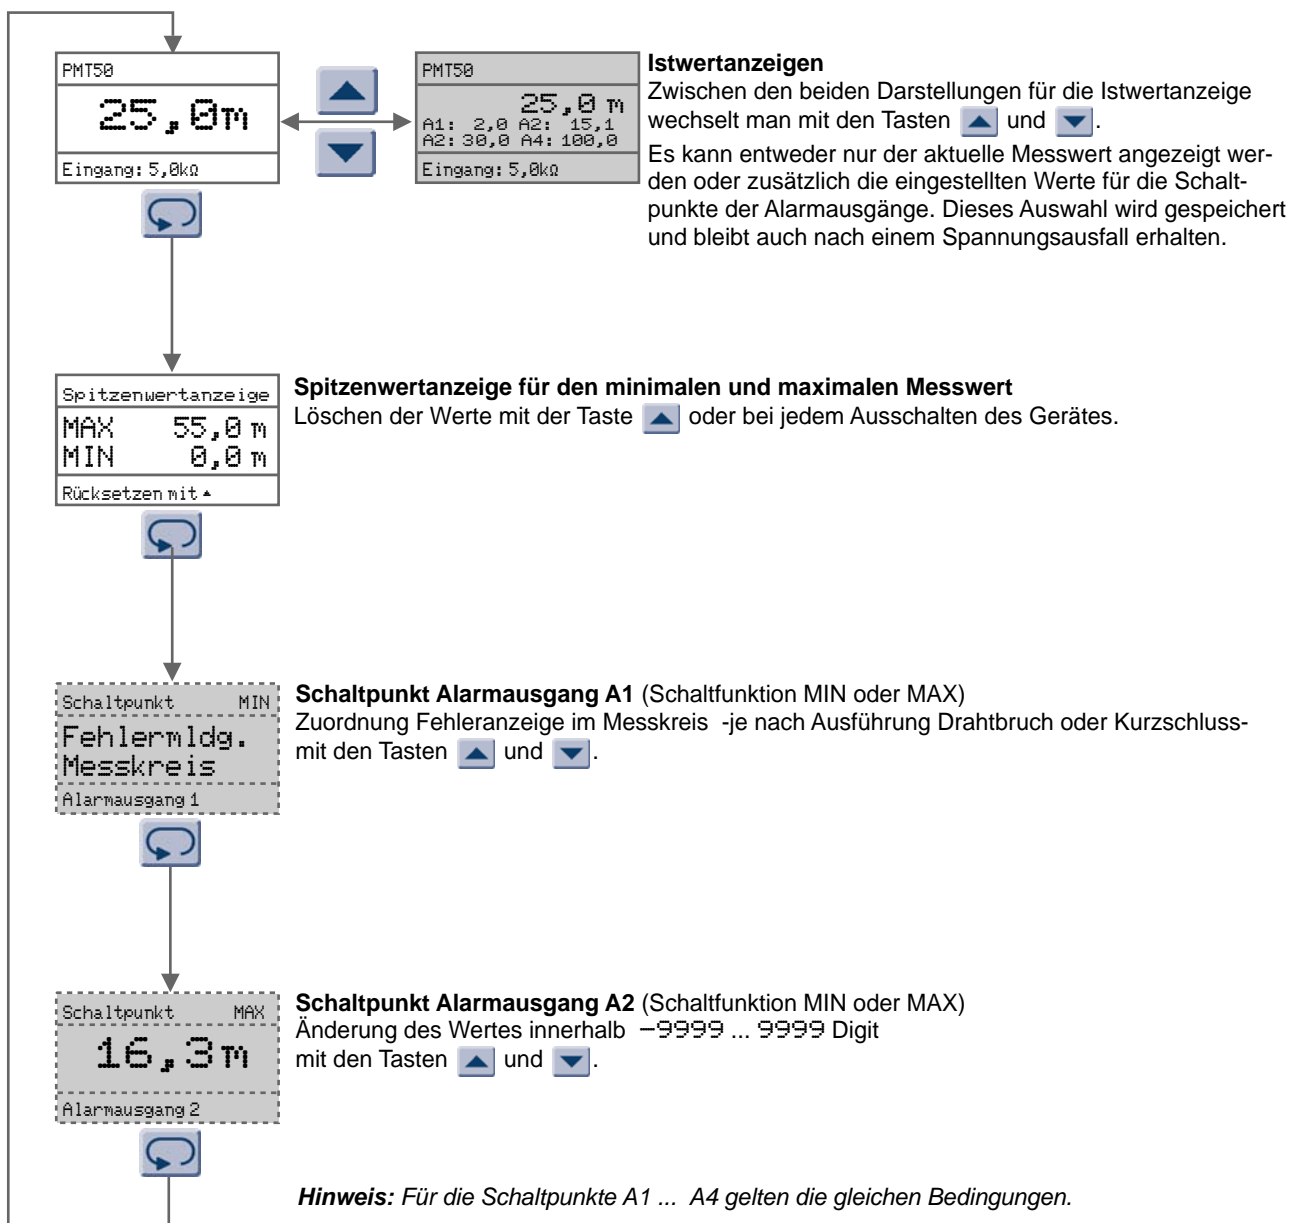 PMT50
25,0m
Eingang: 5,0kΩ
PMT50
25,0 m
A1: 2,0 A2: 15,1
A2: 30,0 A4: 100,0
Eingang: 5,0kΩ
Istwertanzeigen
Zwischen den beiden Darstellungen für die Istwertanzeige
wechselt man mit den Tasten ▲ und ▼.
Es kann entweder nur der aktuelle Messwert angezeigt wer-
den oder zusätzlich die eingestellten Werte für die Schalt-
punkte der Alarmausgänge. Dieses Auswahl wird gespeichert
und bleibt auch nach einem Spannungsausfall erhalten.
Spitzenwertanzeige
MAX 55,0 m
MIN 0,0 m
Rücksetzen mit ▲
Spitzenwertanzeige für den minimalen und maximalen Messwert
Löschen der Werte mit der Taste ▲ oder bei jedem Ausschalten des Gerätes.
Schaltpunkt MIN
Fehlermldg.
Messkreis
Alarmausgang 1
Schaltpunkt Alarmausgang A1 (Schaltfunktion MIN oder MAX)
Zuordnung Fehleranzeige im Messkreis -je nach Ausführung Drahtbruch oder Kurzschluss-
mit den Tasten ▲ und ▼.
Schaltpunkt MAX
16,3m
Alarmausgang 2
Schaltpunkt Alarmausgang A2 (Schaltfunktion MIN oder MAX)
Änderung des Wertes innerhalb -9999 ... 9999 Digit
mit den Tasten ▲ und ▼.
Hinweis: Für die Schaltpunkte A1 ... A4 gelten die gleichen Bedingungen.